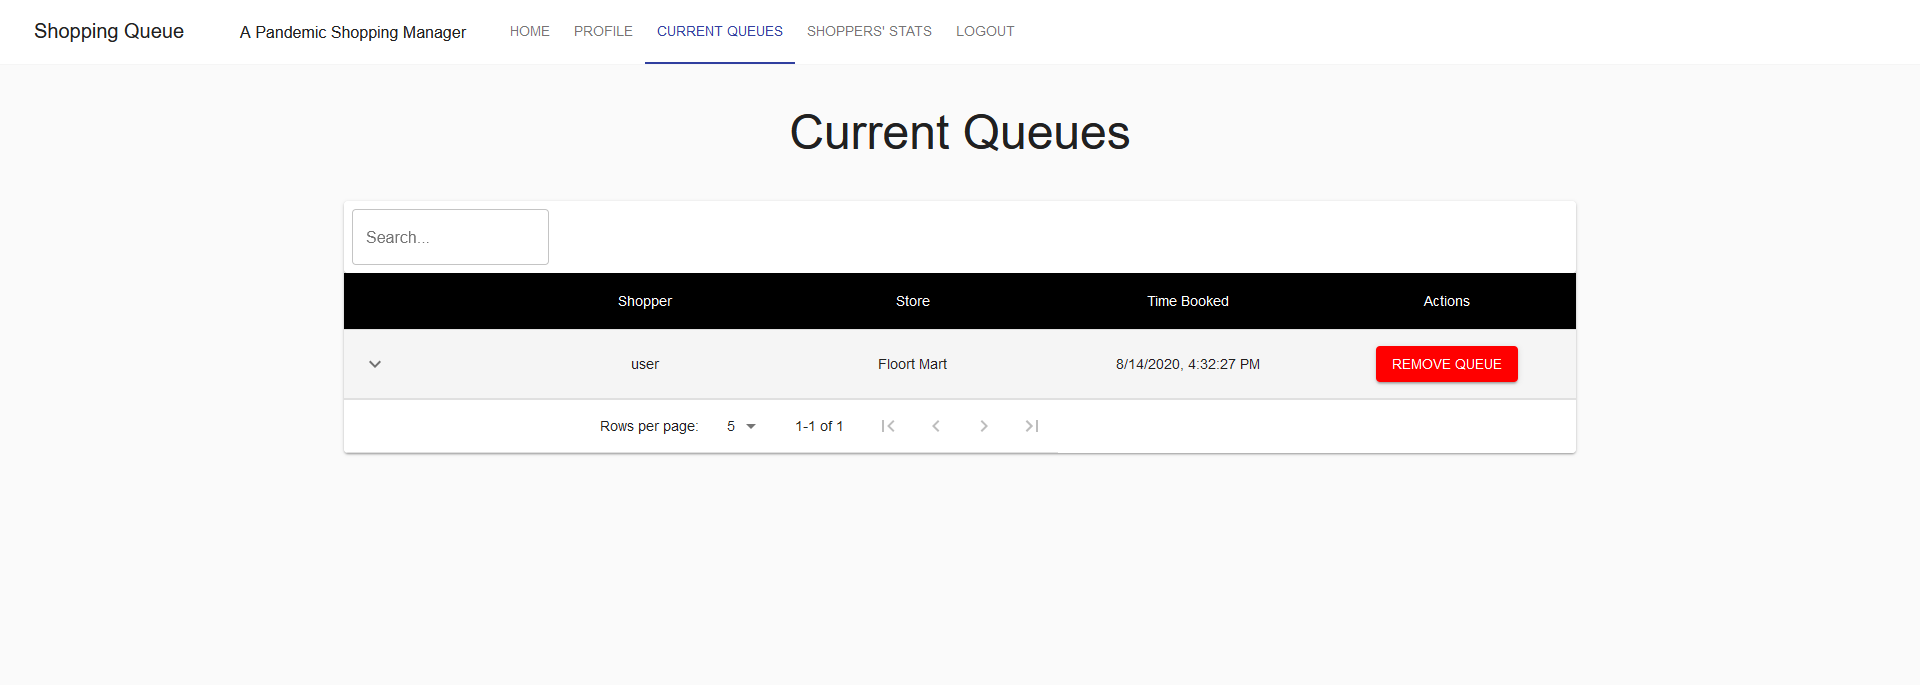 Shopping Queue A Pandemic Shopping Manager HOME PROFILE CURRENT QUEUES SHOPPERS' STATS LOGOUT
Current Queues
Search...
Shopper Store Time Booked Actions
user Floort Mart 8/14/2020, 4:32:27 PM REMOVE QUEUE
Rows per page: 5 1-1 of 1